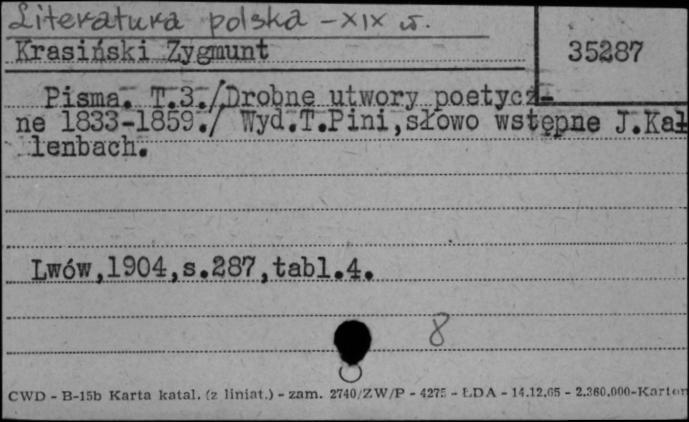 Literatura polska - XIX w.
Krasiński Zygmunt
35287
Pisma. T.3./Drobne utwory poetycz-
ne 1833-1859./ Wyd.T.Pini,słowo wstępne J.Kal
lenbach.
Lwów,1904,s.287,tabl.4.
8
CWD - B-15b Karta katal. (z liniat.) - zam. 2740/ZW/P - 4275 - ŁDA - 14.12.65 - 2.360.000-Karton